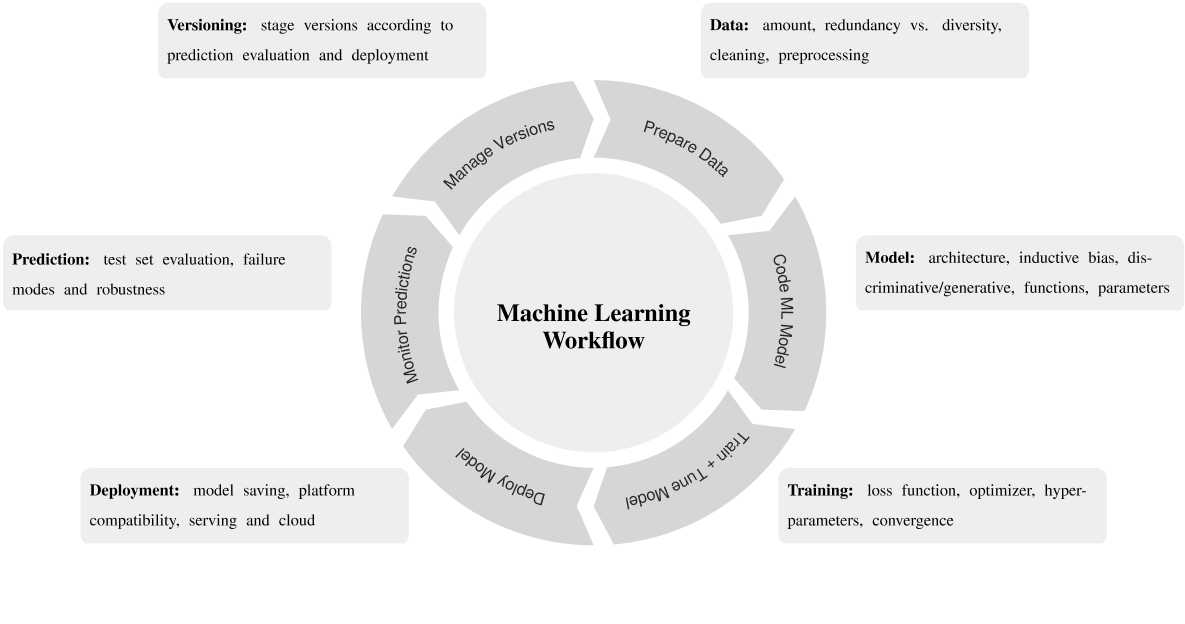 Versioning: stage versions according to
prediction evaluation and deployment
Data: amount, redundancy vs. diversity,
cleaning, preprocessing
Manage Versions
Prepare Data
Prediction: test set evaluation, failure
modes and robustness
Monitor Predictions
Machine Learning
Workflow
Code ML Model
Model: architecture, inductive bias, dis-
criminative/generative, functions, parameters
Deploy Model
Train + Tune Model
Deployment: model saving, platform
compatibility, serving and cloud
Training: loss function, optimizer, hyper-
parameters, convergence